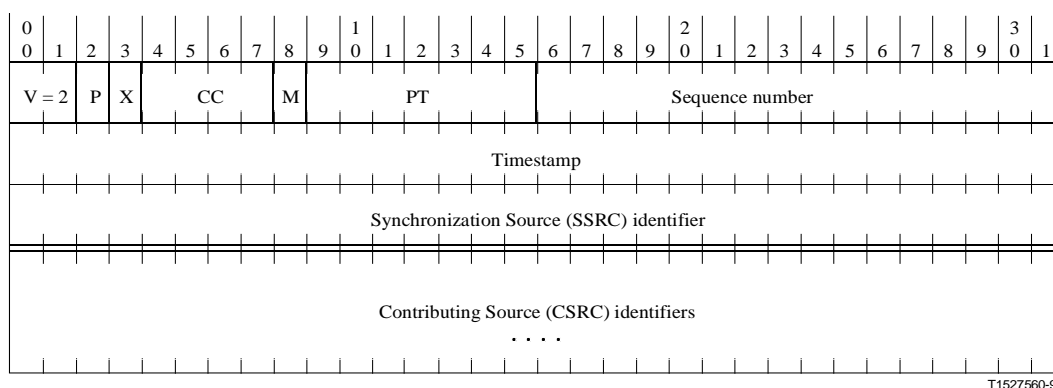 0 1 2 3
0 1 2 3 4 5 6 7 8 9 0 1 2 3 4 5 6 7 8 9 0 1 2 3 4 5 6 7 8 9 0 1
V = 2 P X CC M PT Sequence number
Timestamp
Synchronization Source (SSRC) identifier
Contributing Source (CSRC) identifiers
. . . .
T1527560-9